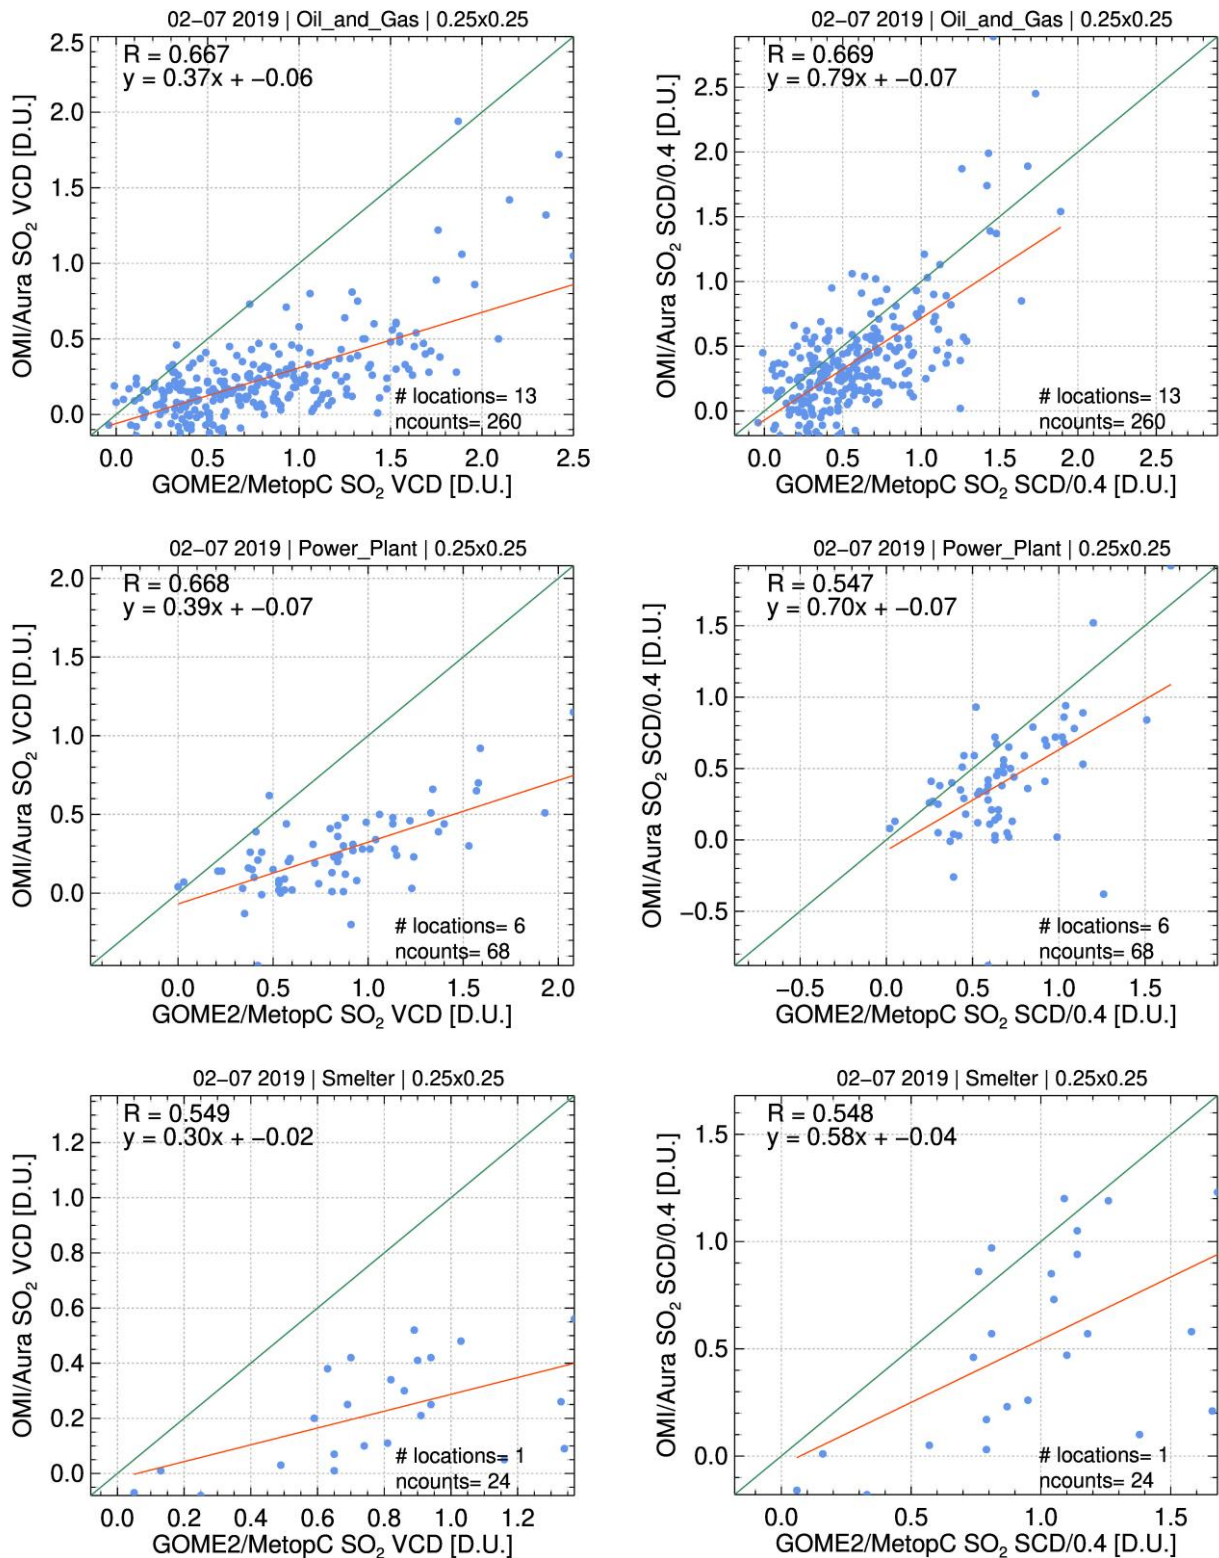 02−07 2019 | Oil_and_Gas | 0.25x0.25
R = 0.667
y = 0.37x + −0.06
OMI/Aura SO₂ VCD [D.U.]
2.5
2.0
1.5
1.0
0.5
0.0
# locations= 13
ncounts= 260
0.0 0.5 1.0 1.5 2.0 2.5
GOME2/MetopC SO₂ VCD [D.U.]
02−07 2019 | Oil_and_Gas | 0.25x0.25
R = 0.669
y = 0.79x + −0.07
OMI/Aura SO₂ SCD/0.4 [D.U.]
2.5
2.0
1.5
1.0
0.5
0.0
# locations= 13
ncounts= 260
0.0 0.5 1.0 1.5 2.0 2.5
GOME2/MetopC SO₂ SCD/0.4 [D.U.]
02−07 2019 | Power_Plant | 0.25x0.25
R = 0.668
y = 0.39x + −0.07
OMI/Aura SO₂ VCD [D.U.]
2.0
1.5
1.0
0.5
0.0
# locations= 6
ncounts= 68
0.0 0.5 1.0 1.5 2.0
GOME2/MetopC SO₂ VCD [D.U.]
02−07 2019 | Power_Plant | 0.25x0.25
R = 0.547
y = 0.70x + −0.07
OMI/Aura SO₂ SCD/0.4 [D.U.]
1.5
1.0
0.5
0.0
−0.5
# locations= 6
ncounts= 68
−0.5 0.0 0.5 1.0 1.5
GOME2/MetopC SO₂ SCD/0.4 [D.U.]
02−07 2019 | Smelter | 0.25x0.25
R = 0.549
y = 0.30x + −0.02
OMI/Aura SO₂ VCD [D.U.]
1.2
1.0
0.8
0.6
0.4
0.2
0.0
# locations= 1
ncounts= 24
0.0 0.2 0.4 0.6 0.8 1.0 1.2
GOME2/MetopC SO₂ VCD [D.U.]
02−07 2019 | Smelter | 0.25x0.25
R = 0.548
y = 0.58x + −0.04
OMI/Aura SO₂ SCD/0.4 [D.U.]
1.5
1.0
0.5
0.0
# locations= 1
ncounts= 24
0.0 0.5 1.0 1.5
GOME2/MetopC SO₂ SCD/0.4 [D.U.]